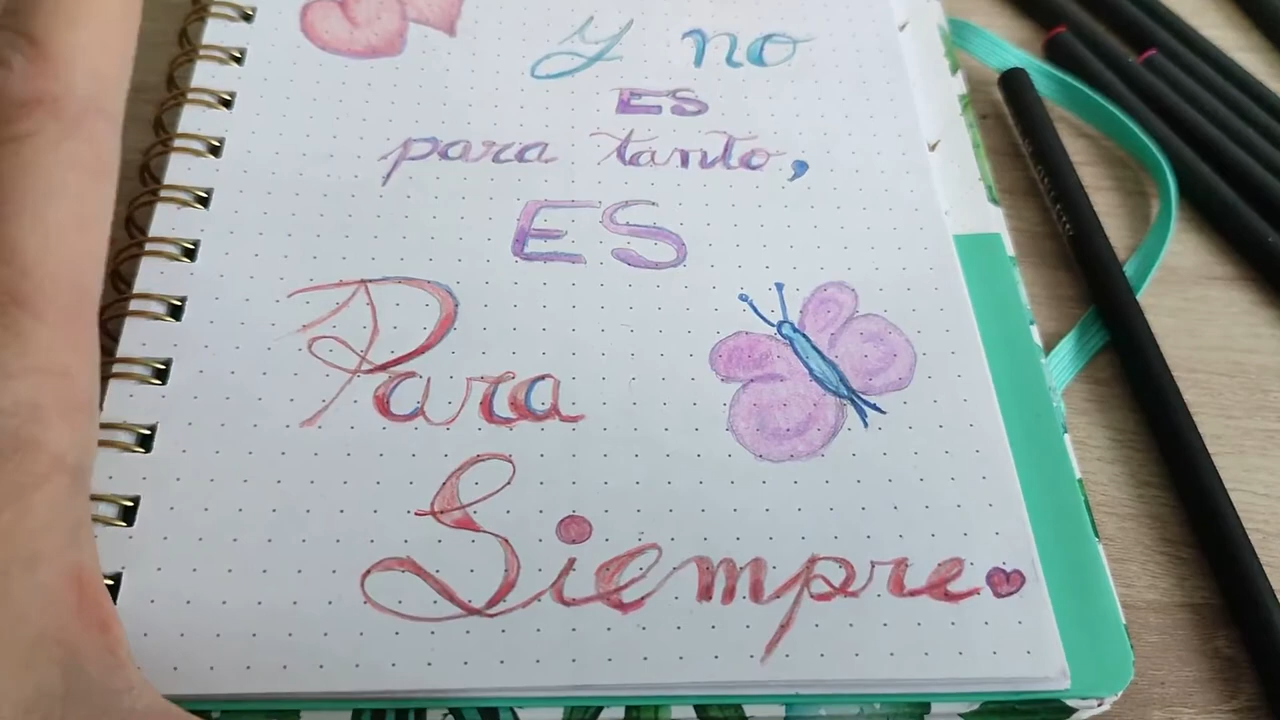 y no
ES
para tanto,
ES
Para
Siempre